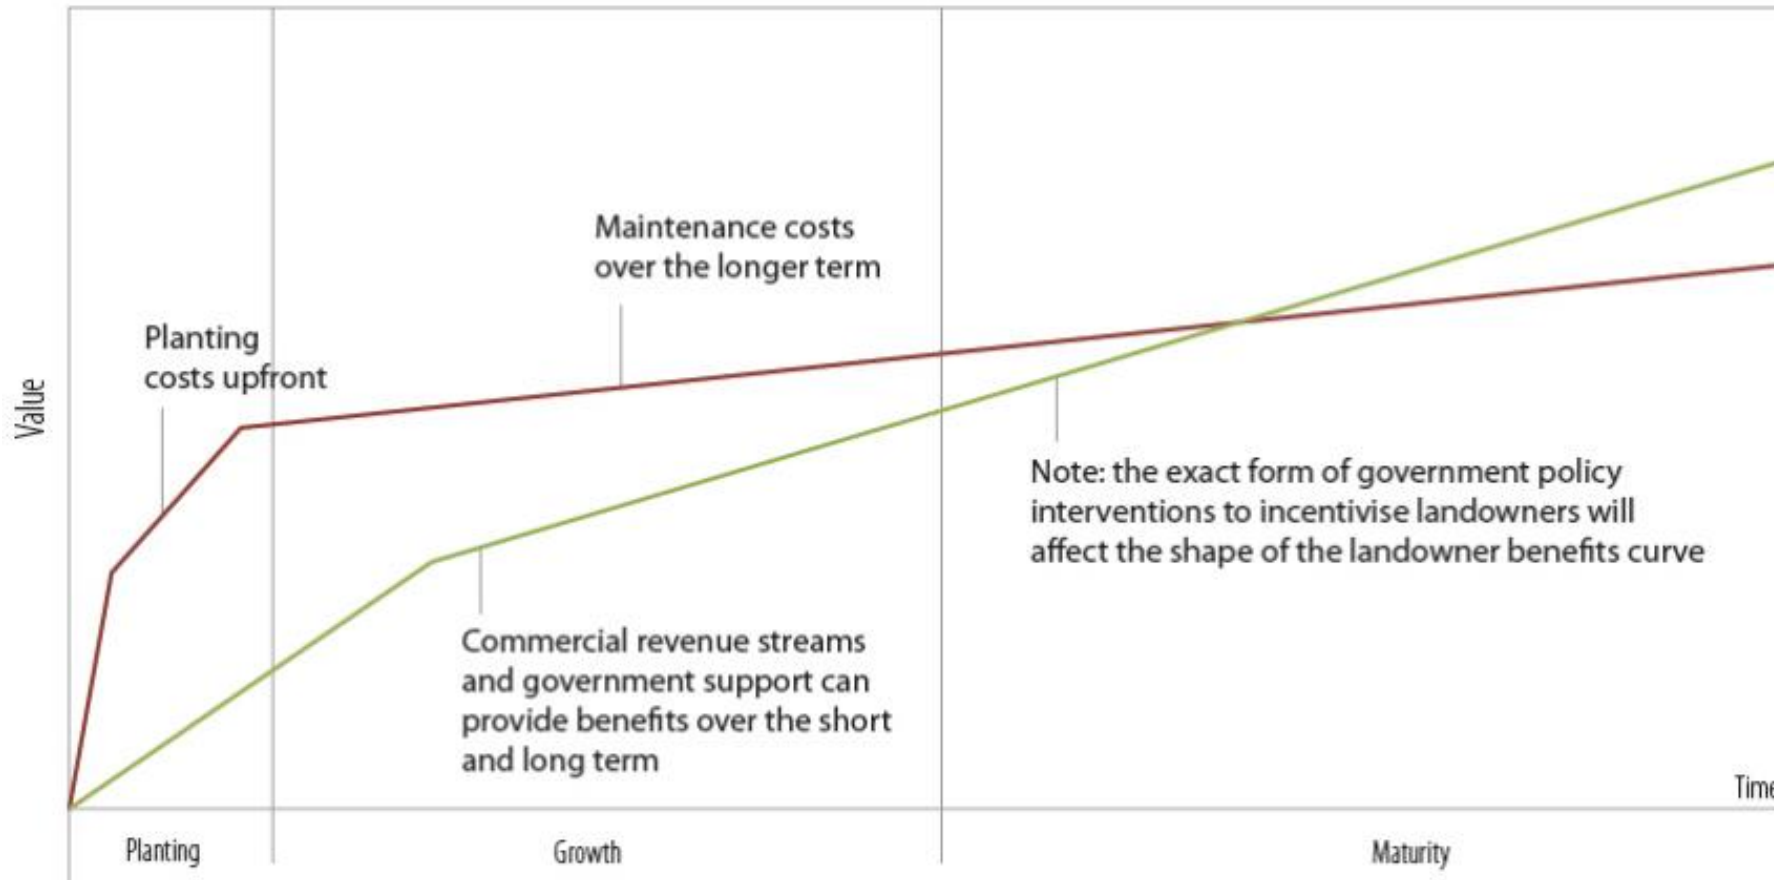 Maintenance costs
over the longer term
Planting
costs upfront
Value
Note: the exact form of government policy
interventions to incentivise landowners will
affect the shape of the landowner benefits curve
Commercial revenue streams
and government support can
provide benefits over the short
and long term
Time
Planting
Growth
Maturity